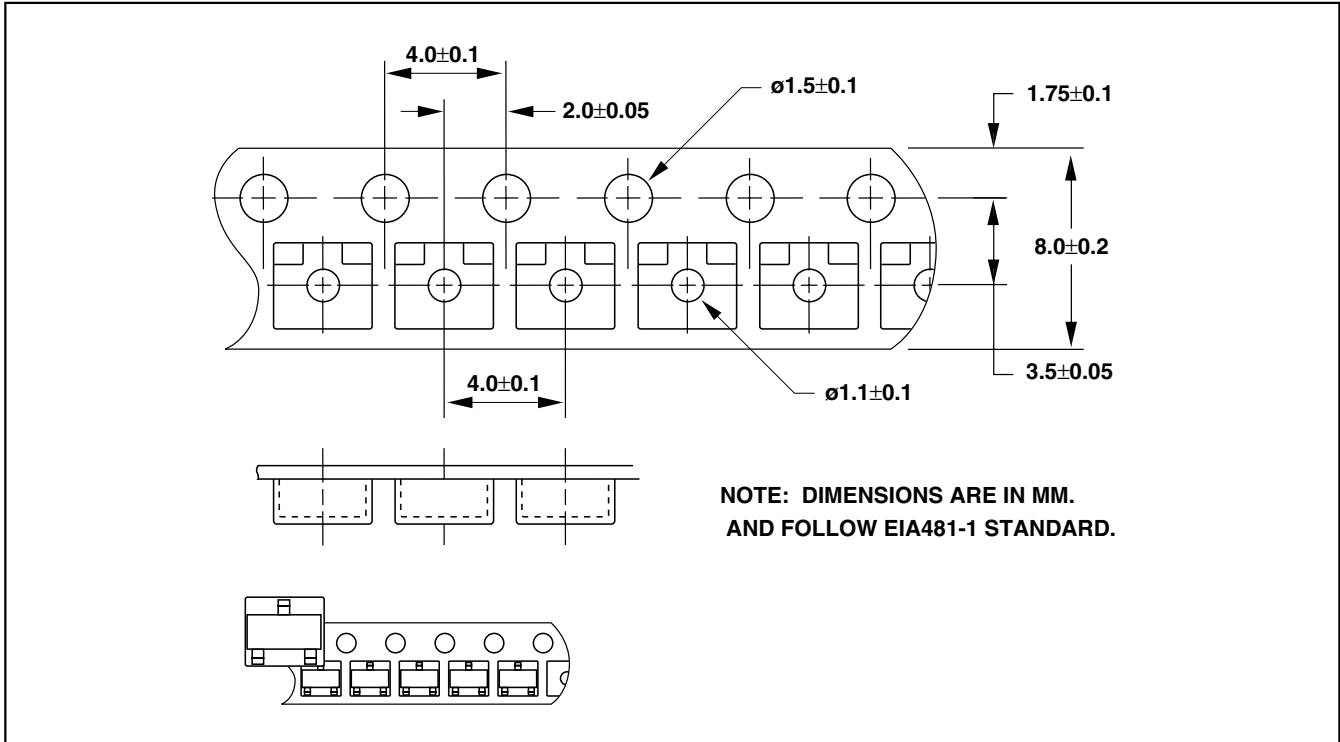 4.0±0.1
ø1.5±0.1
1.75±0.1
2.0±0.05
8.0±0.2
3.5±0.05
4.0±0.1
ø1.1±0.1
NOTE: DIMENSIONS ARE IN MM.
AND FOLLOW EIA481-1 STANDARD.